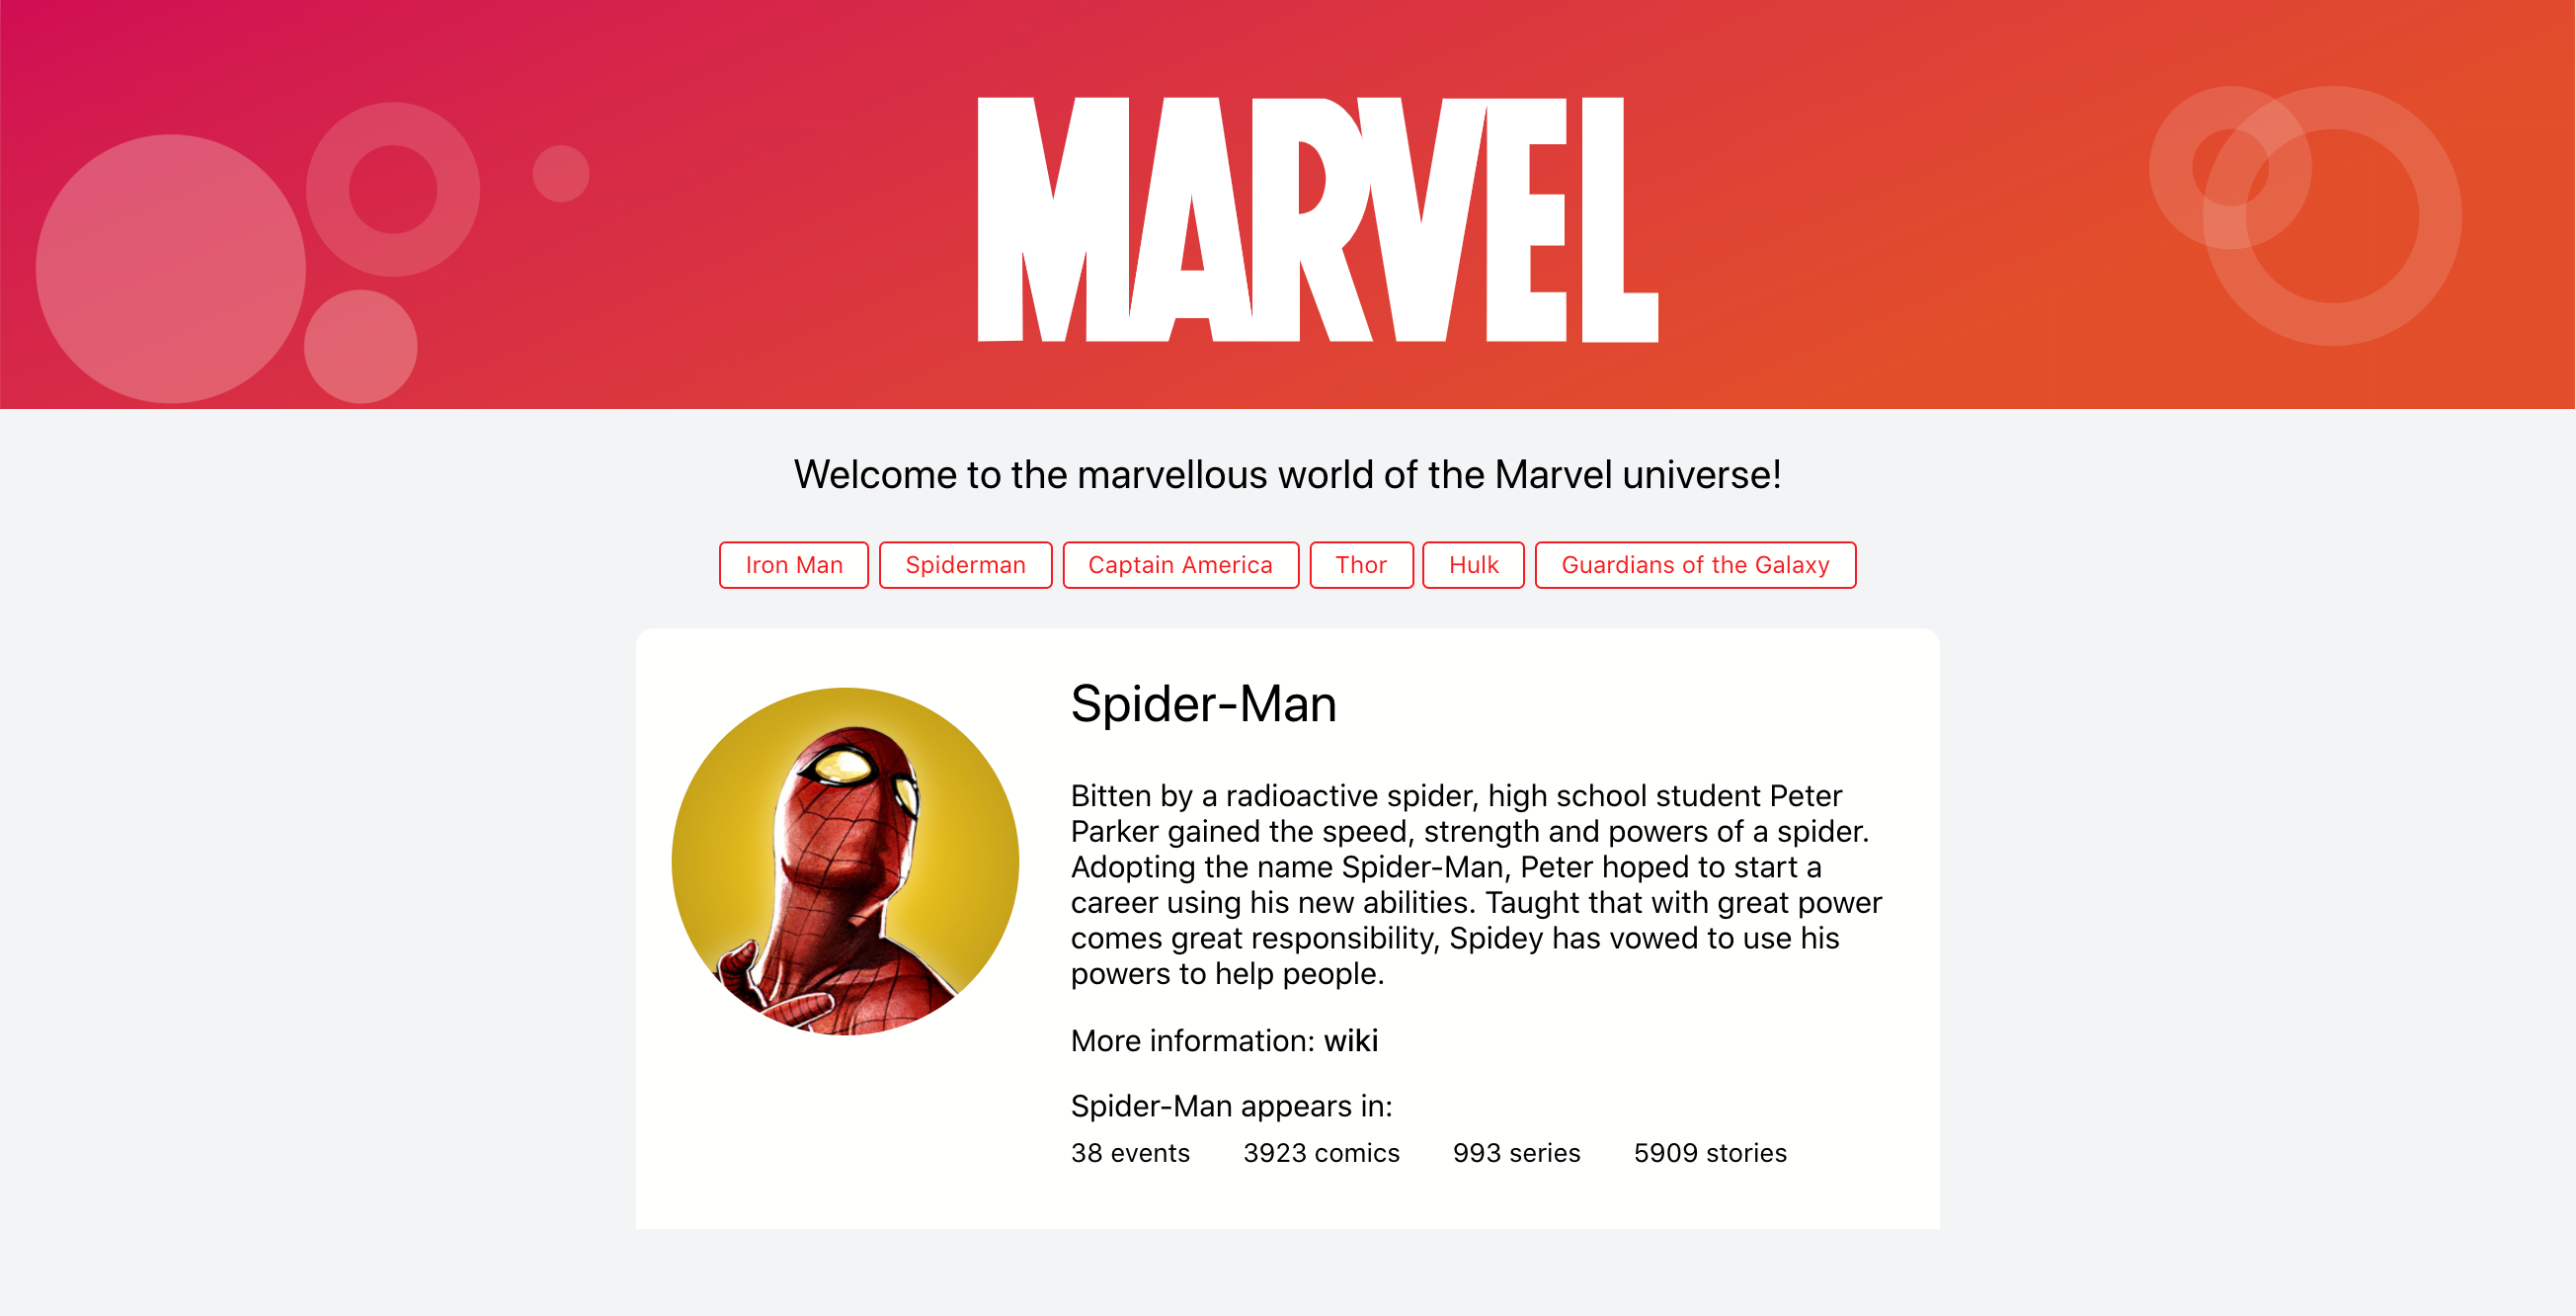 MARVEL
Welcome to the marvellous world of the Marvel universe!
Iron Man
Spiderman
Captain America
Thor
Hulk
Guardians of the Galaxy
Spider-Man
Bitten by a radioactive spider, high school student Peter
Parker gained the speed, strength and powers of a spider.
Adopting the name Spider-Man, Peter hoped to start a
career using his new abilities. Taught that with great power
comes great responsibility, Spidey has vowed to use his
powers to help people.
More information: wiki
Spider-Man appears in:
38 events 3923 comics 993 series 5909 stories